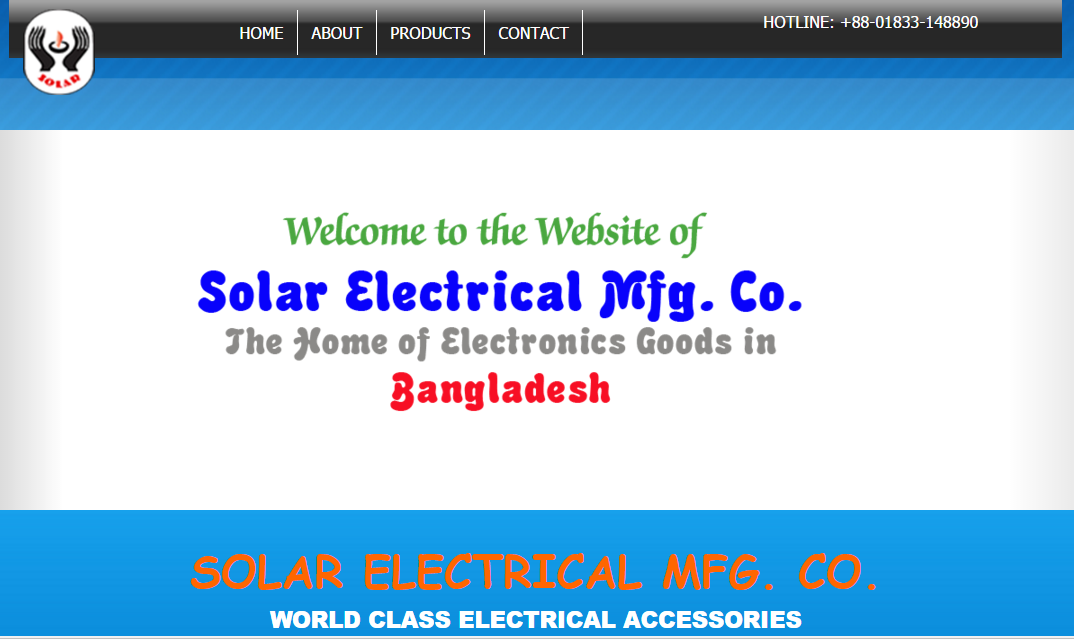 SOLAR
HOME
ABOUT
PRODUCTS
CONTACT
HOTLINE: +88-01833-148890
Welcome to the Website of
Solar Electrical Mfg. Co.
The Home of Electronics Goods in
Bangladesh
SOLAR ELECTRICAL MFG. CO.
WORLD CLASS ELECTRICAL ACCESSORIES